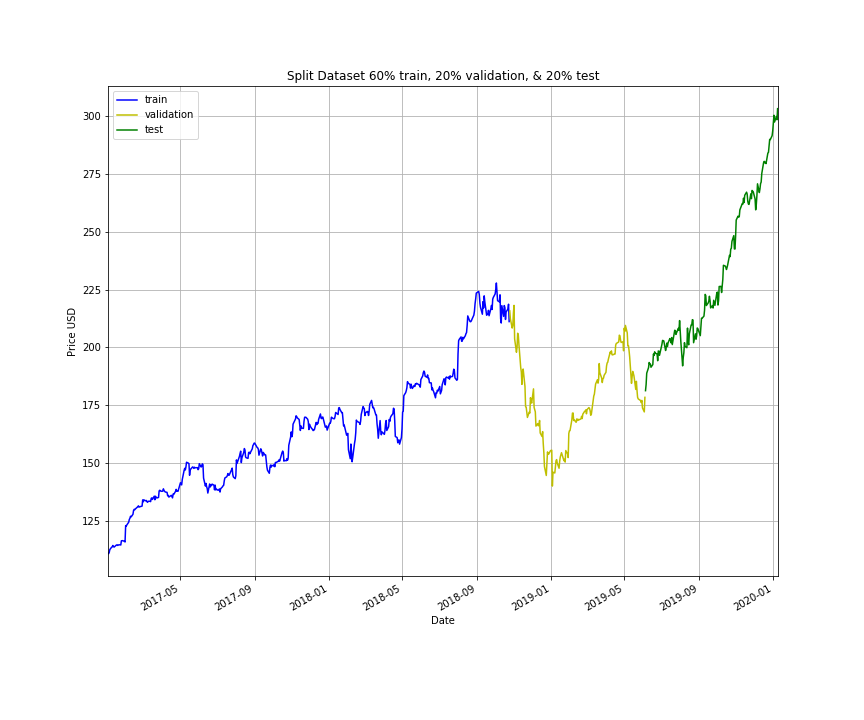 Split Dataset 60% train, 20% validation, & 20% test
train
validation
test
300
275
250
225
200
175
150
125
Price USD
2017-05
2017-09
2018-01
2018-05
2018-09
2019-01
2019-05
2019-09
2020-01
Date